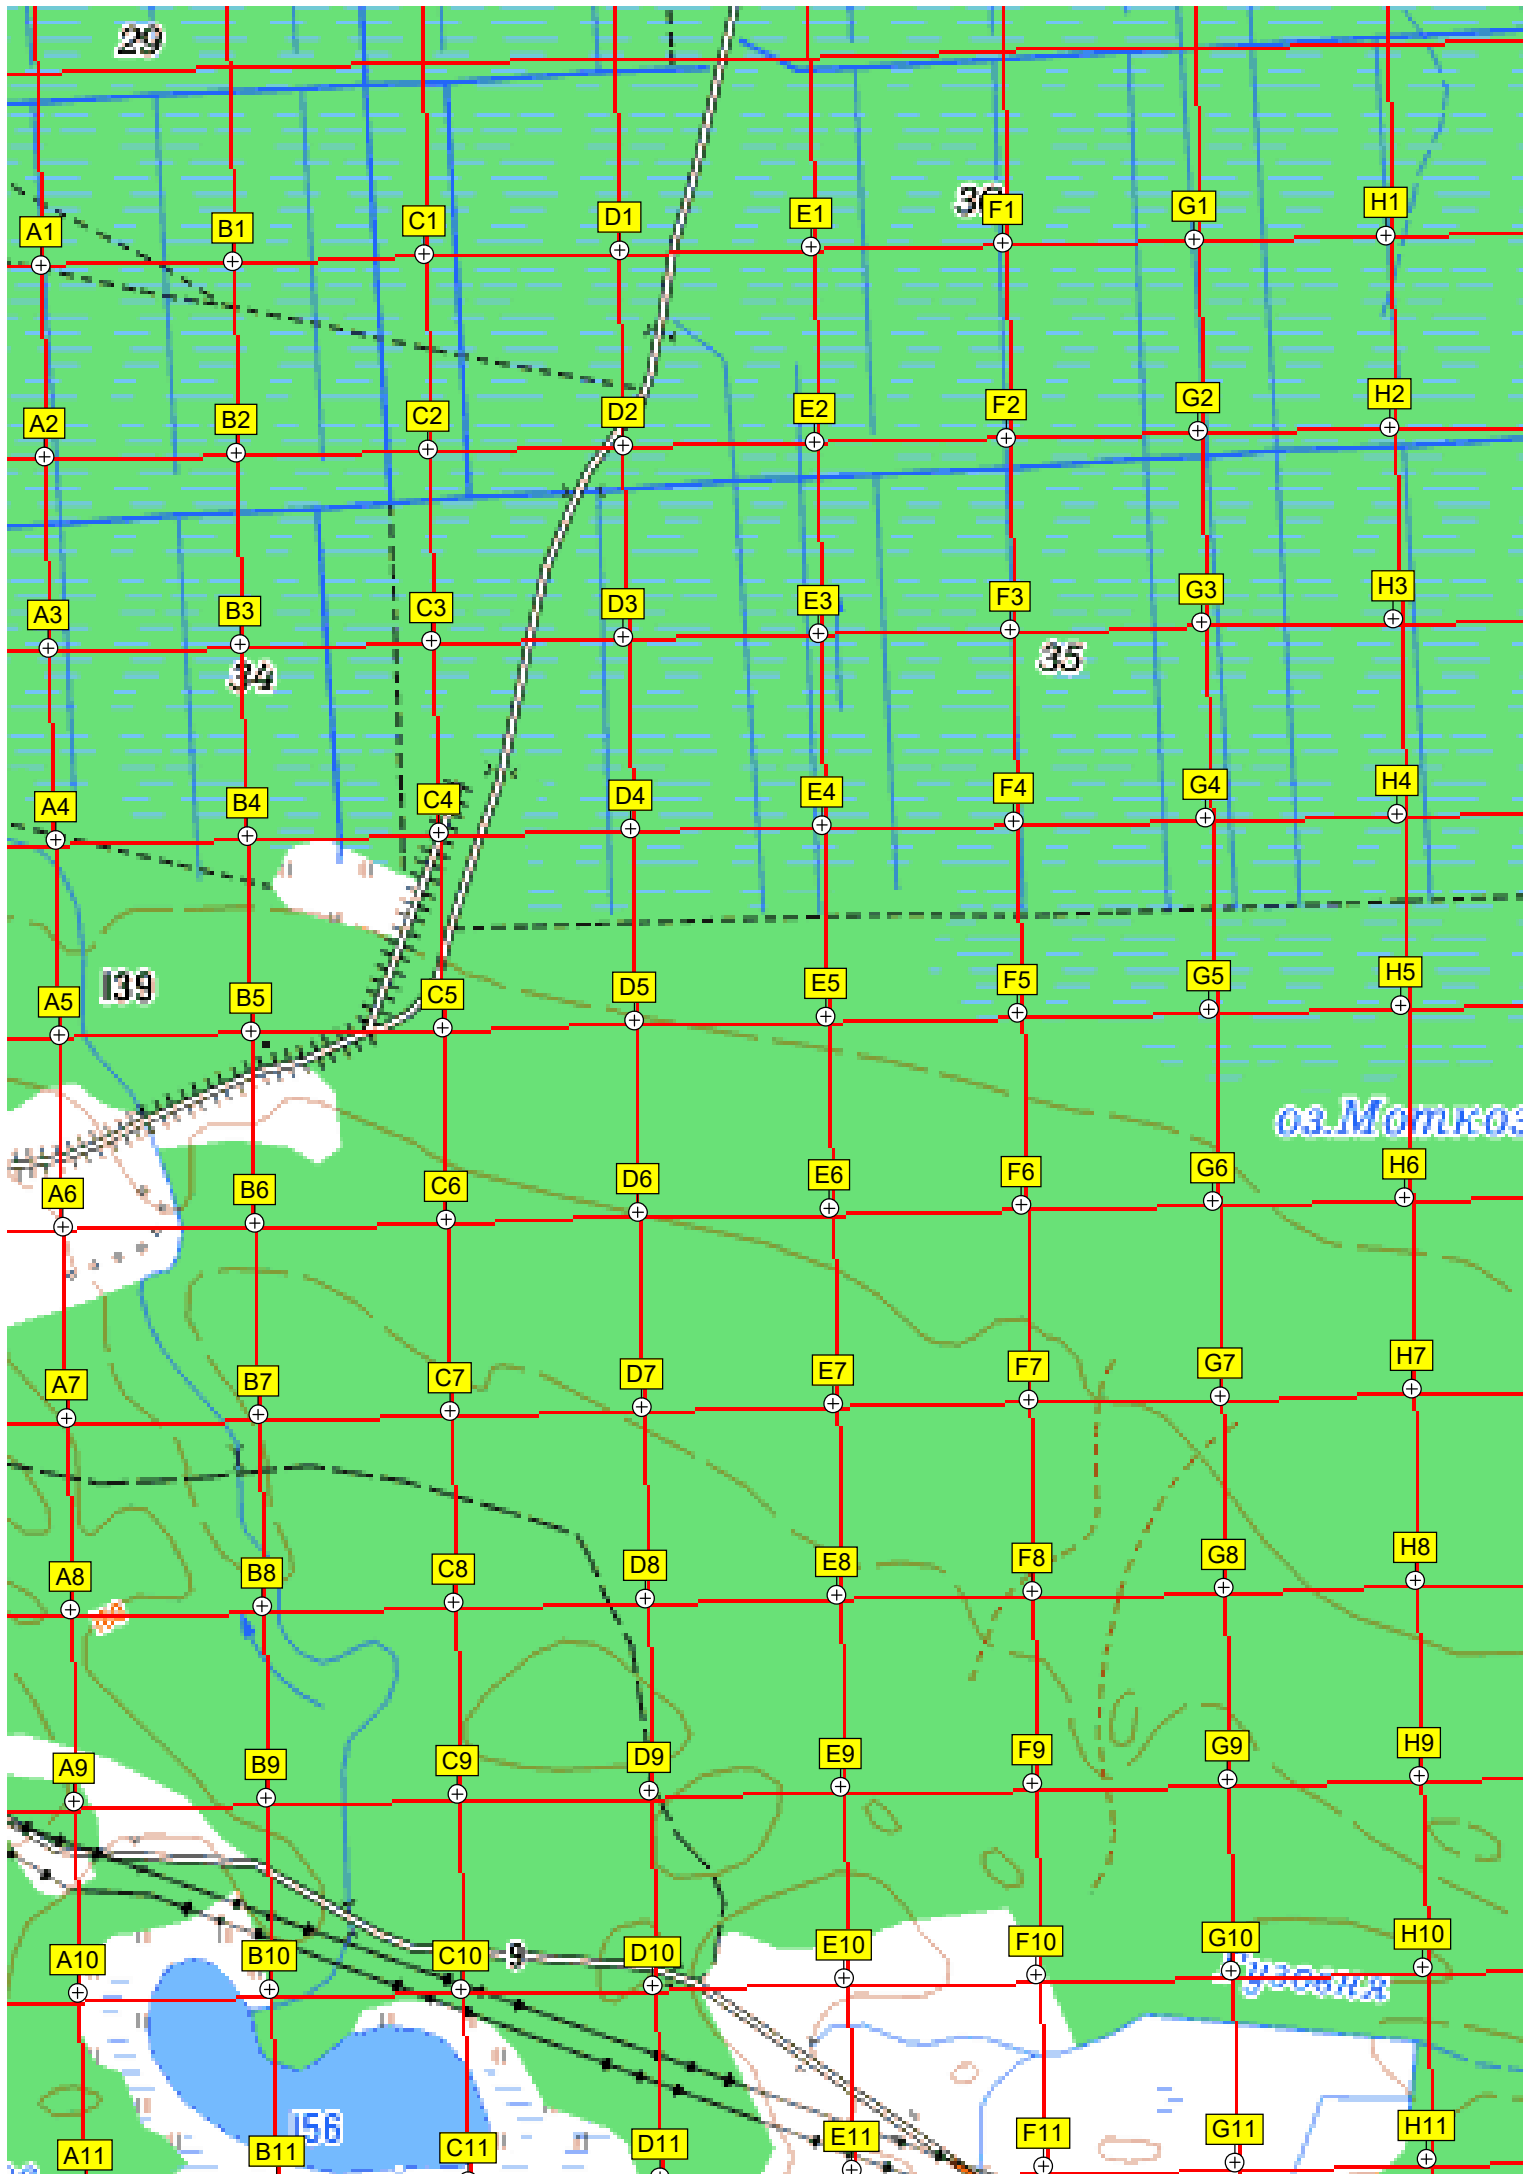 29
A1 B1 C1 D1 E1 F1 G1 H1
A2 B2 C2 D2 E2 F2 G2 H2
A3 B3 C3 D3 E3 F3 G3 H3
34
35
A4 B4 C4 D4 E4 F4 G4 H4
139
A5 B5 C5 D5 E5 F5 G5 H5
оз.Моткоз
A6 B6 C6 D6 E6 F6 G6 H6
A7 B7 C7 D7 E7 F7 G7 H7
A8 B8 C8 D8 E8 F8 G8 H8
A9 B9 C9 D9 E9 F9 G9 H9
A10 B10 C10 9 D10 E10 F10 G10 H10
156
A11 B11 C11 D11 E11 F11 G11 H11